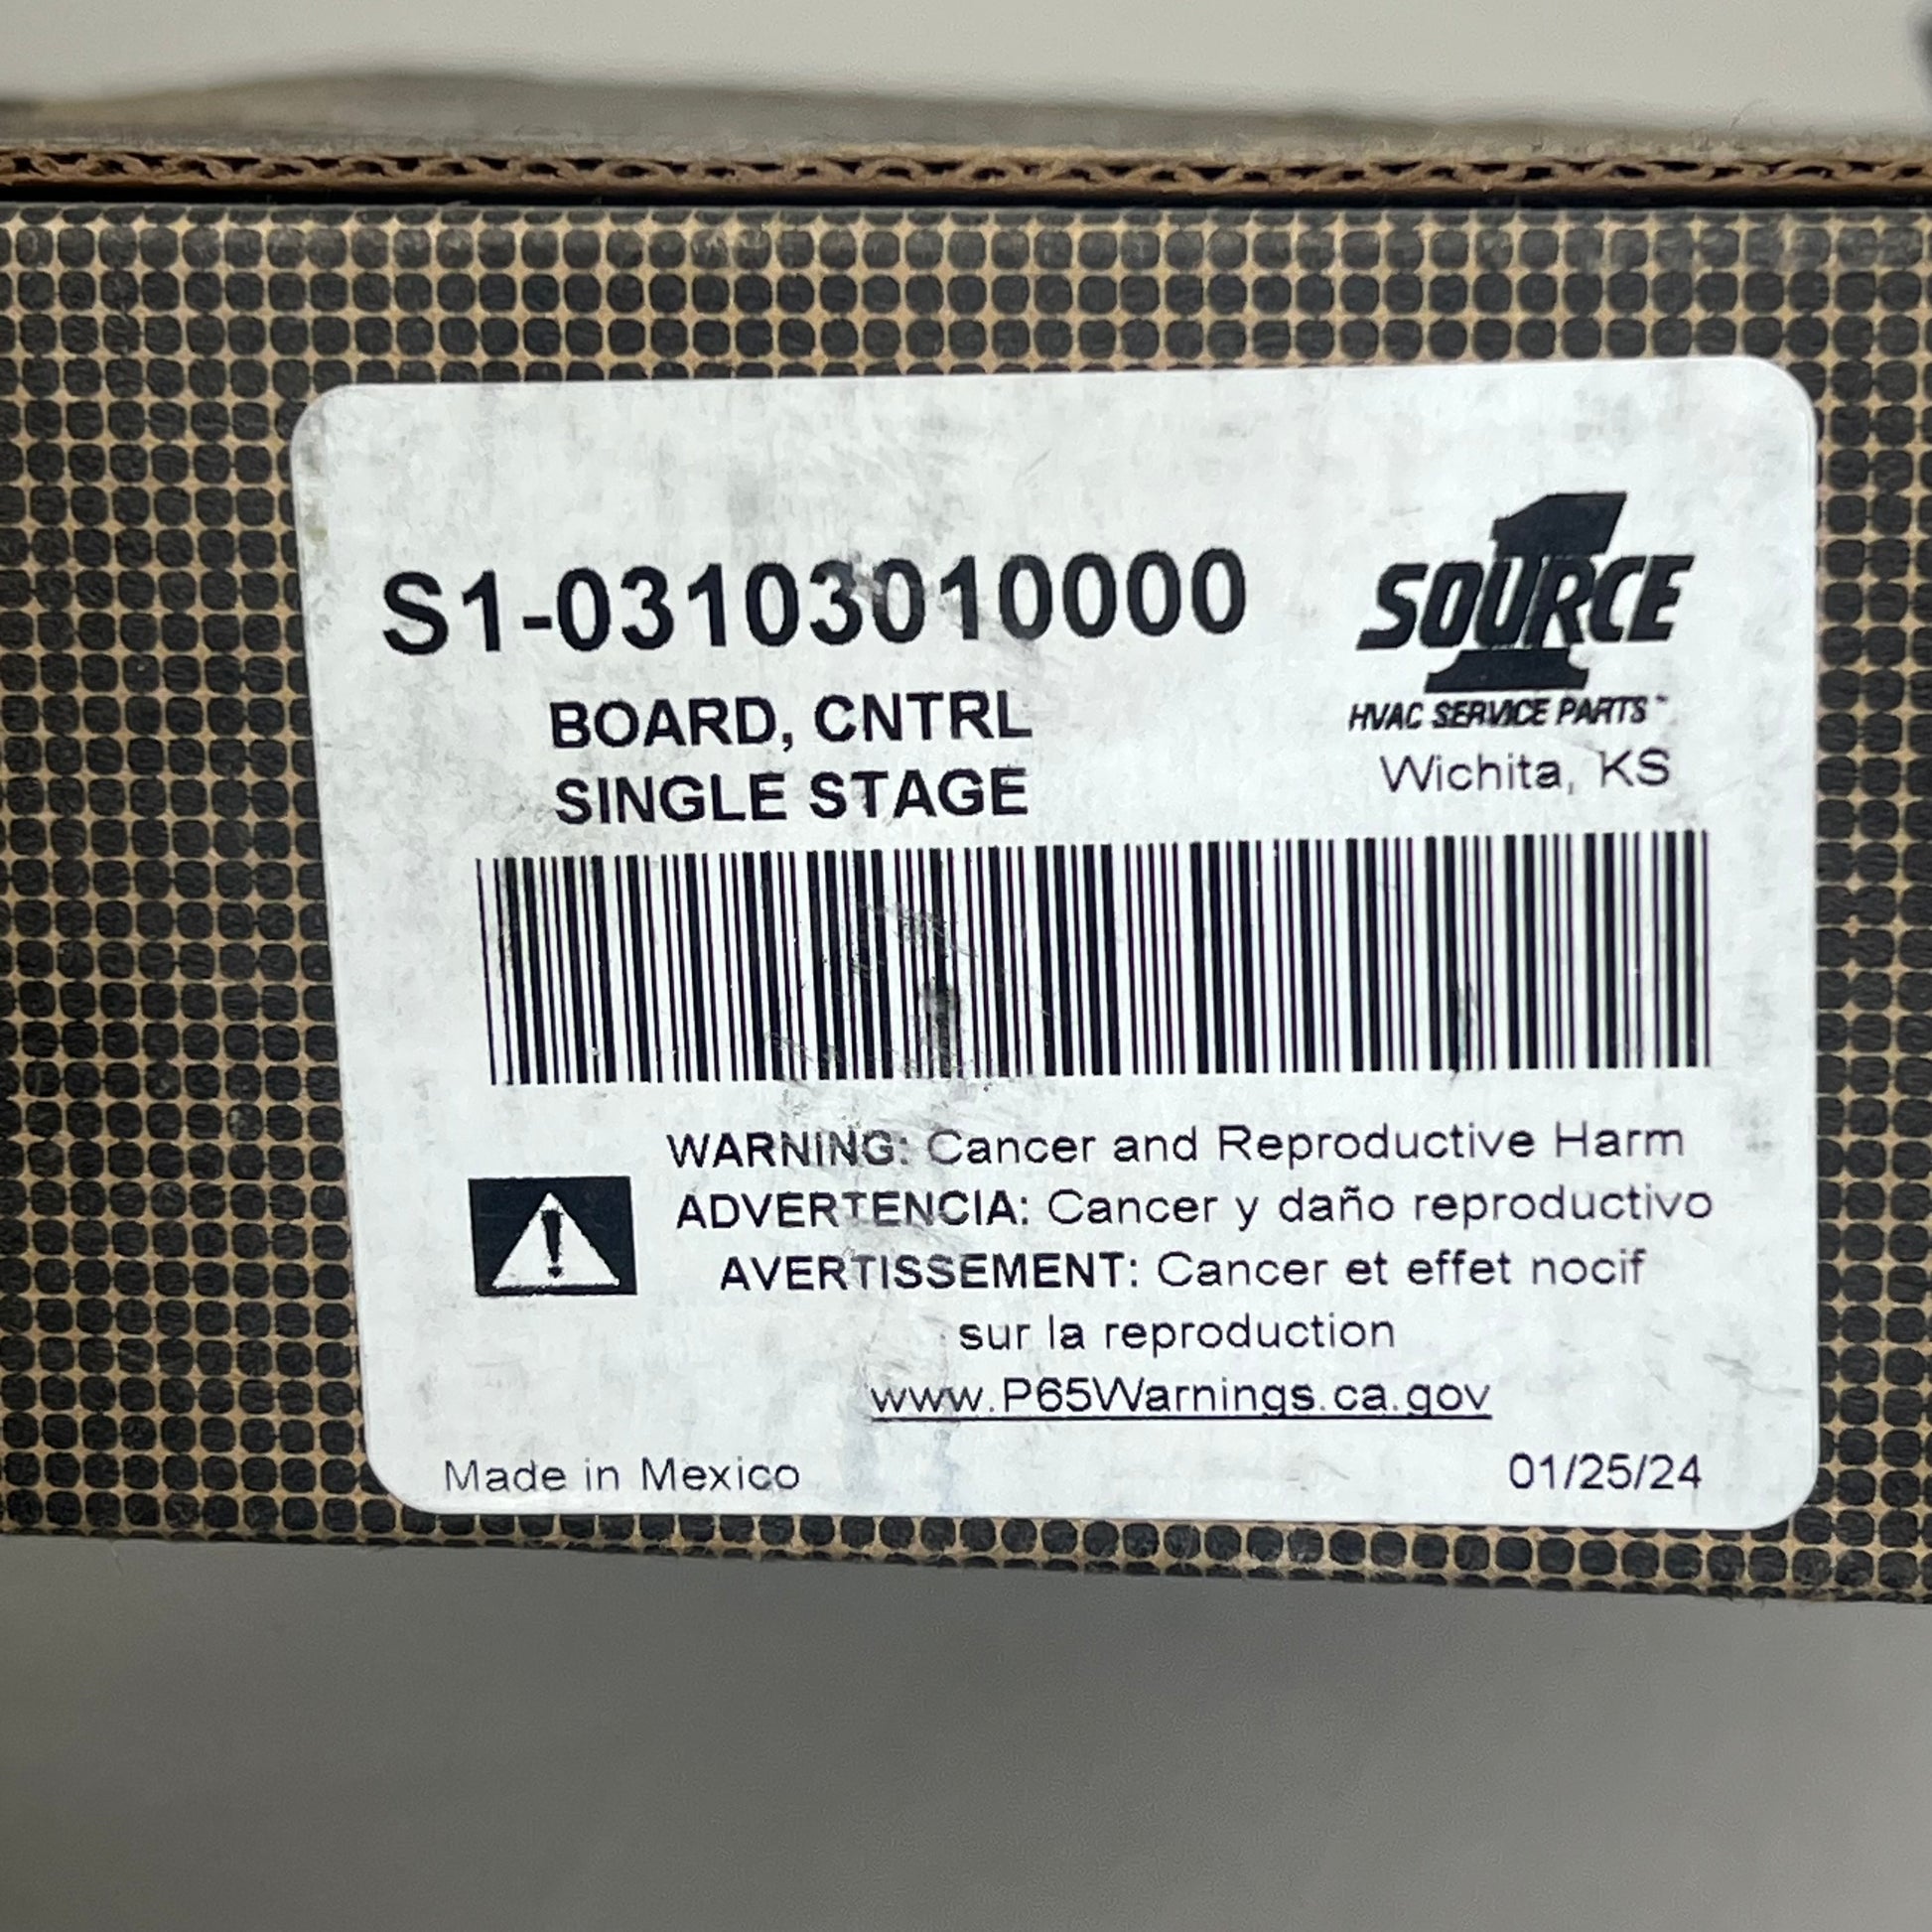 S1-03103010000
BOARD, CNTRL
SINGLE STAGE
SOURCE
1
HVAC SERVICE PARTS™
Wichita, KS
WARNING: Cancer and Reproductive Harm
ADVERTENCIA: Cancer y daño reproductivo
AVERTISSEMENT: Cancer et effet nocif
sur la reproduction
www.P65Warnings.ca.gov
Made in Mexico
01/25/24